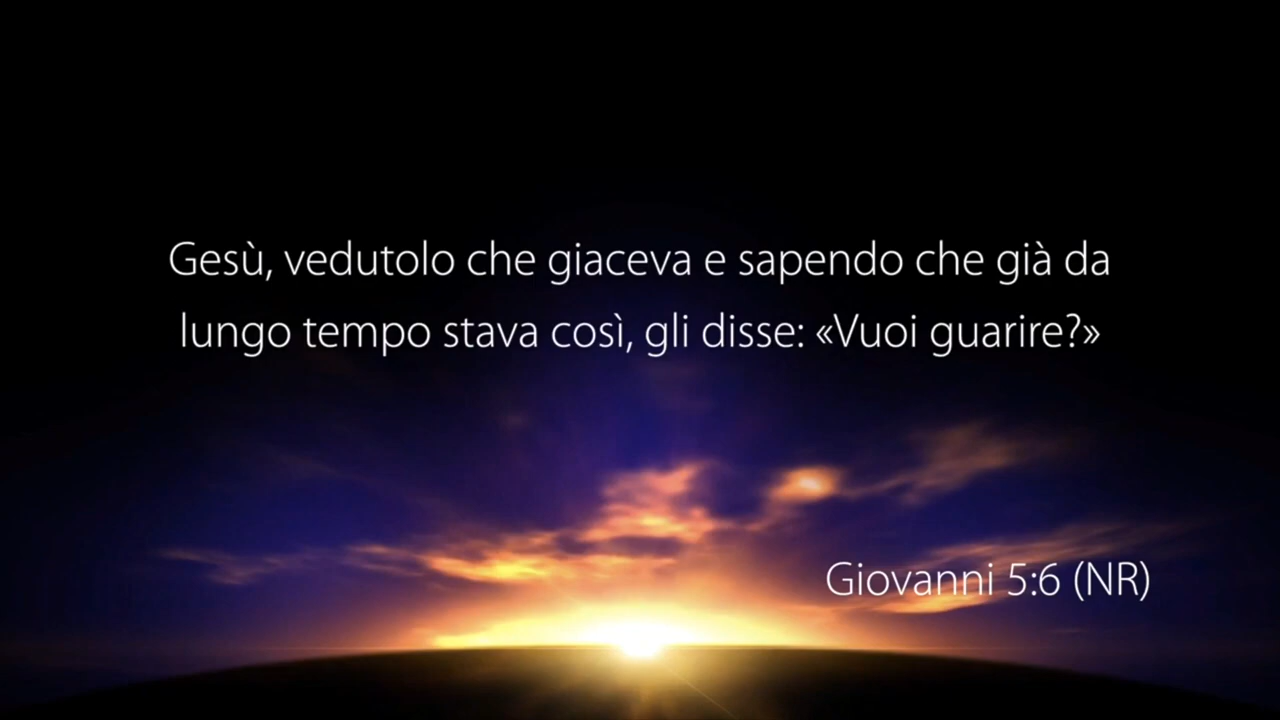 Gesù, vedutolo che giaceva e sapendo che già da
lungo tempo stava così, gli disse: «Vuoi guarire?»
Giovanni 5:6 (NR)